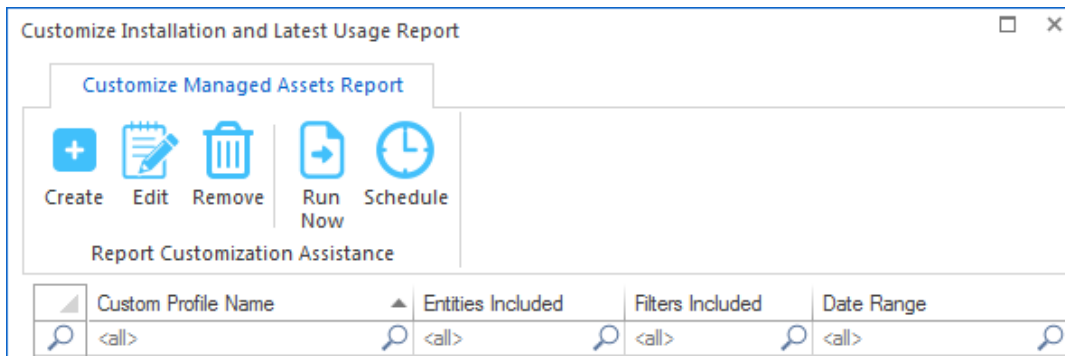 Customize Installation and Latest Usage Report
Customize Managed Assets Report
Create Edit Remove Run Now Schedule
Report Customization Assistance
Custom Profile Name Entities Included Filters Included Date Range
<all> <all> <all> <all>